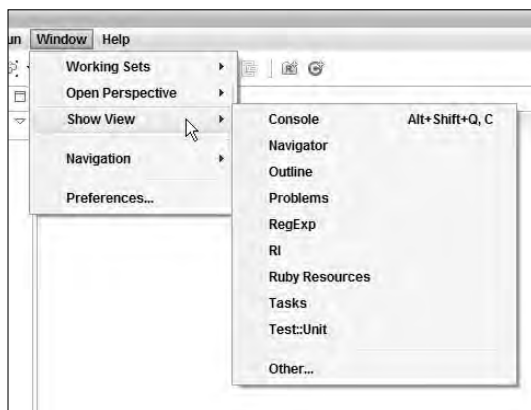 un Window Help
Working Sets
Open Perspective
Show View
Navigation
Preferences...
Console Alt+Shift+Q, C
Navigator
Outline
Problems
RegExp
RI
Ruby Resources
Tasks
Test::Unit
Other...